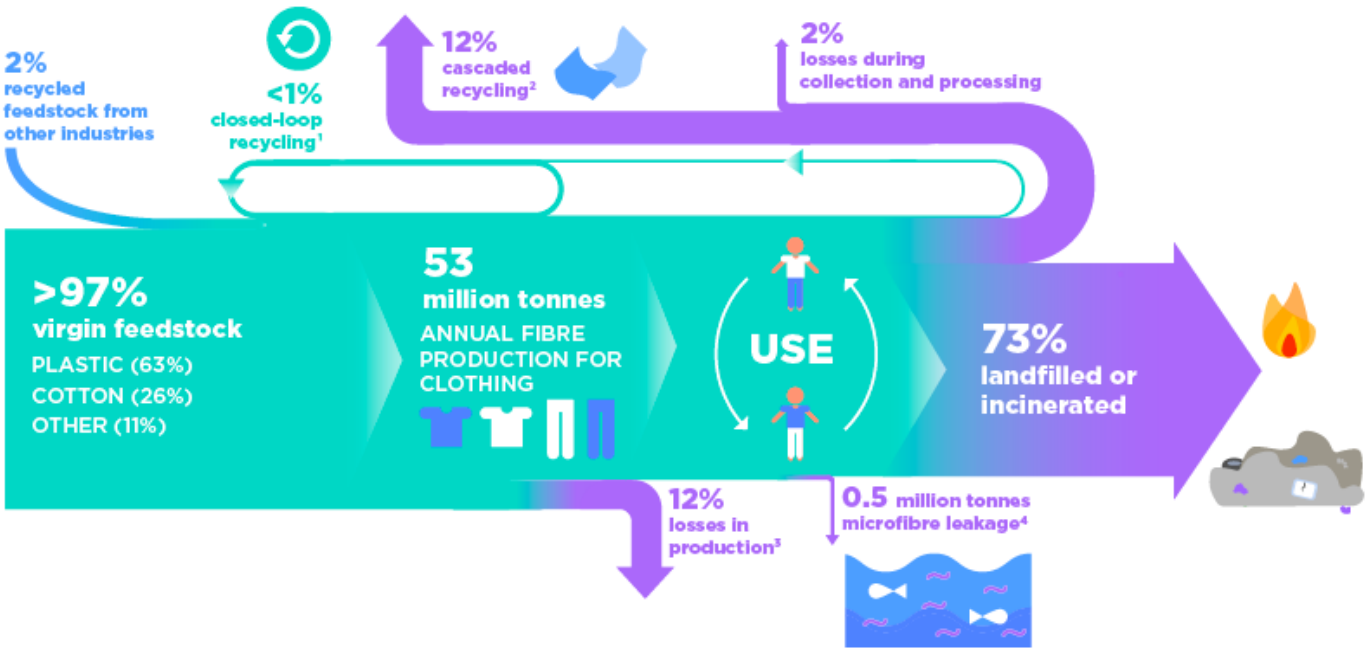 2%
recycled
feedstock from
other industries
<1%
closed-loop
recycling¹
12%
cascaded
recycling²
2%
losses during
collection and processing
>97%
virgin feedstock
PLASTIC (63%)
COTTON (26%)
OTHER (11%)
53
million tonnes
ANNUAL FIBRE
PRODUCTION FOR
CLOTHING
USE
73%
landfilled or
incinerated
12%
losses in
production³
0.5 million tonnes
microfibre leakage⁴